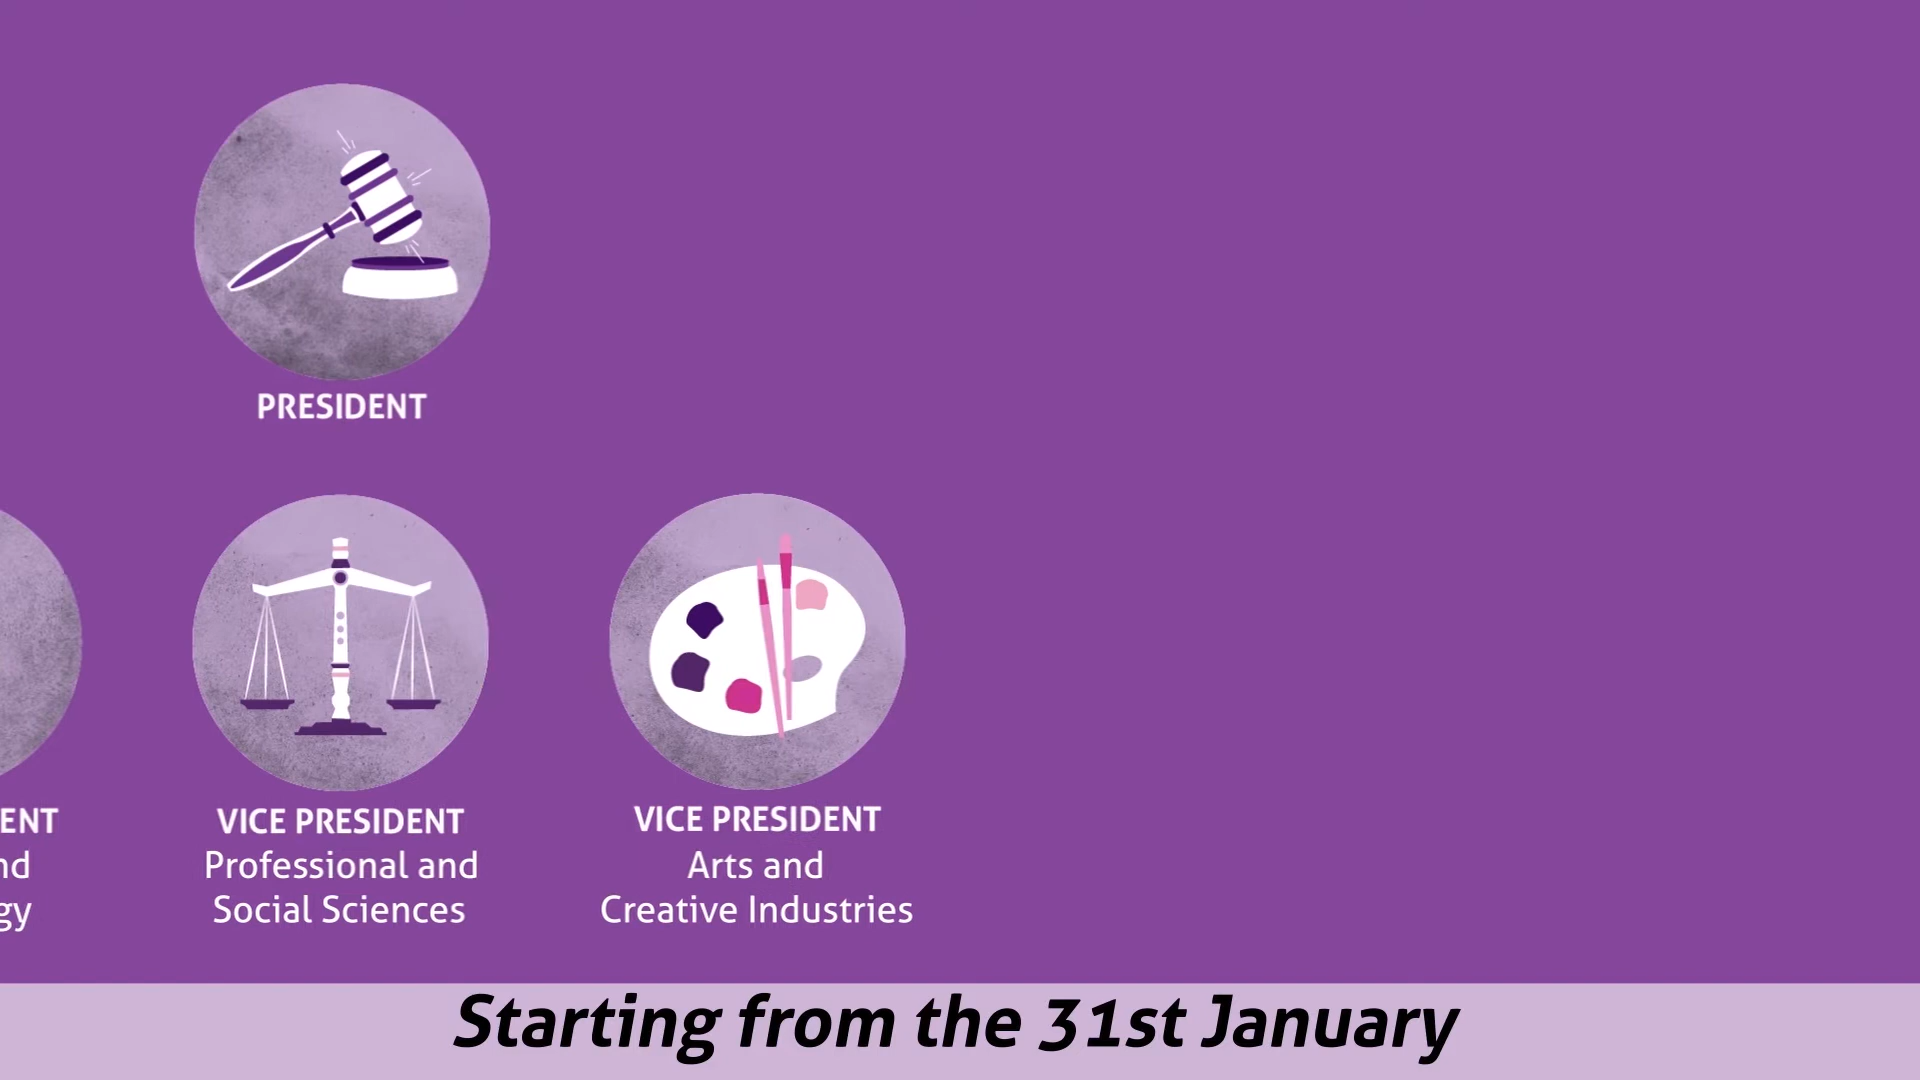 PRESIDENT
VICE PRESIDENT
Professional and
Social Sciences
VICE PRESIDENT
Arts and
Creative Industries
Starting from the 31st January